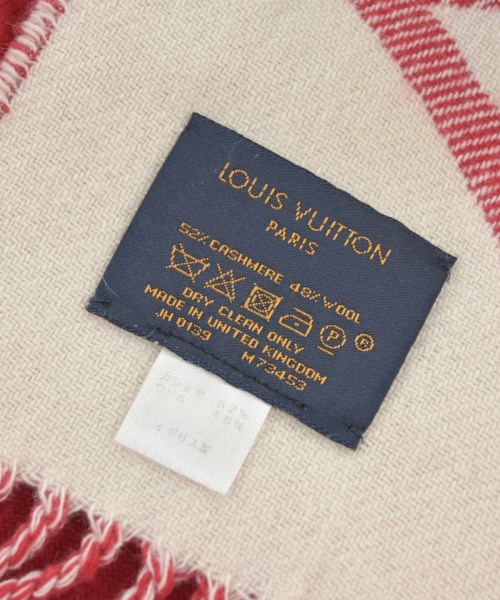 LOUIS VUITTON
PARIS
52% CASHMERE 48% WOOL
P ®
DRY CLEAN ONLY
MADE IN UNITED KINGDOM
JH 0139 M73453
カシミヤ 52%
ウール 48%
イギリス製